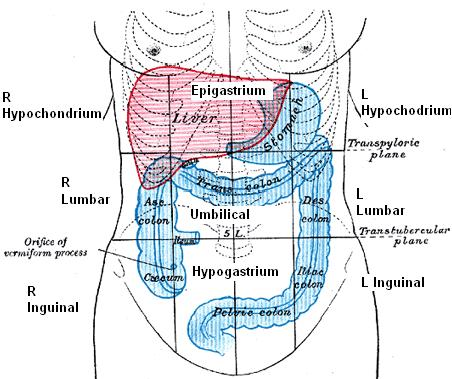 Epigastrium
R
Hypochondrium
L
Hypochodrium
Liver
Stomach
Transpyloric
plane
Trans. colon
R
Lumbar
L
Lumbar
Asc.
colon
Des.
colon
Umbilical
5 L.
Transtubercular
plane
Orifice of
vermiform process
Ileum
Hypogastrium
Cæcum
Iliac
colon
R
Inguinal
L Inguinal
Pelvic colon